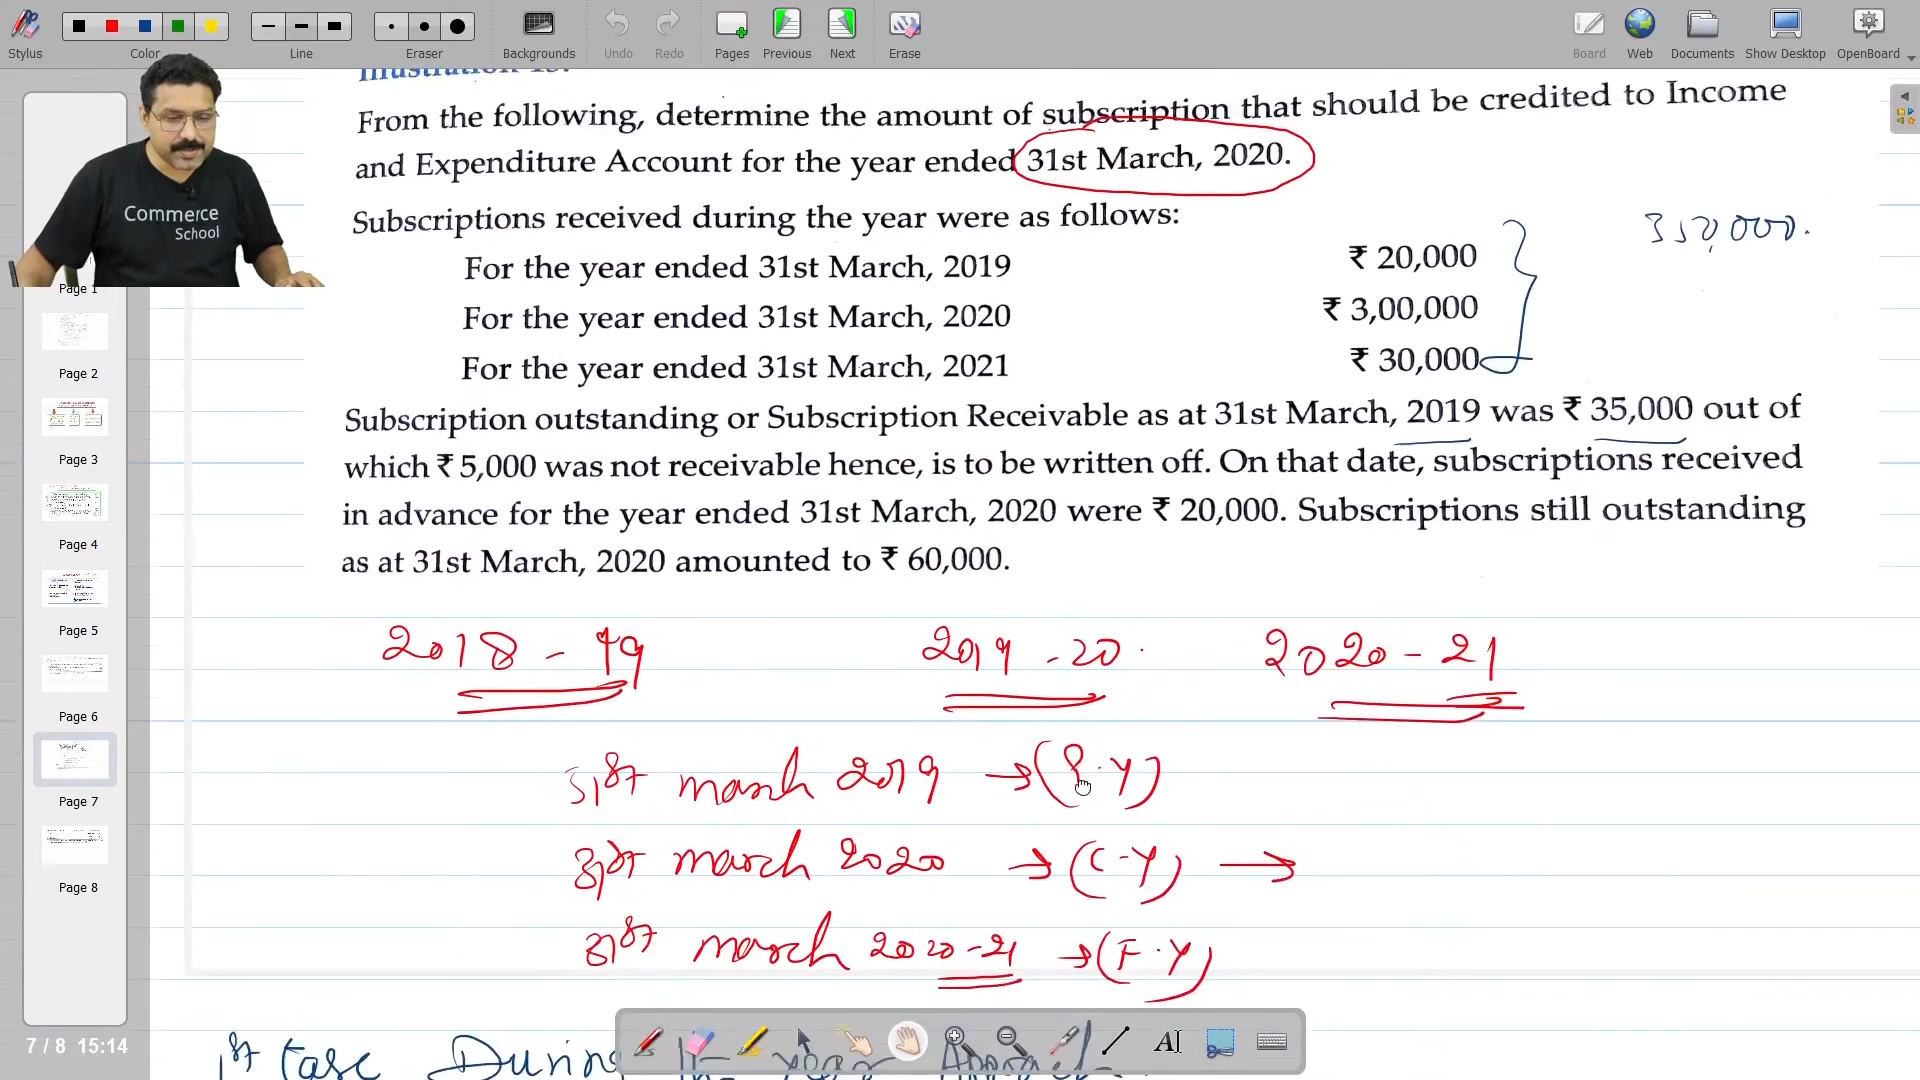 Stylus Color Line Eraser Backgrounds Undo Redo Pages Previous Next Erase Board Web Documents Show Desktop OpenBoard
Commerce
School
Page 1
Page 2
Page 3
Page 4
Page 5
Page 6
Page 7
Page 8
7 / 8 15:14
From the following, determine the amount of subscription that should be credited to Income
and Expenditure Account for the year ended 31st March, 2020.
Subscriptions received during the year were as follows:
For the year ended 31st March, 2019 ₹ 20,000
For the year ended 31st March, 2020 ₹ 3,00,000
For the year ended 31st March, 2021 ₹ 30,000
350,000.
Subscription outstanding or Subscription Receivable as at 31st March, 2019 was ₹ 35,000 out of
which ₹ 5,000 was not receivable hence, is to be written off. On that date, subscriptions received
in advance for the year ended 31st March, 2020 were ₹ 20,000. Subscriptions still outstanding
as at 31st March, 2020 amounted to ₹ 60,000.
2018 - 19 2019 - 20 2020 - 21
31st march 2019 → (P.Y)
31st march 2020 → (C-Y) →
31st march 2020-21 → (F.Y)
1st Case During the year